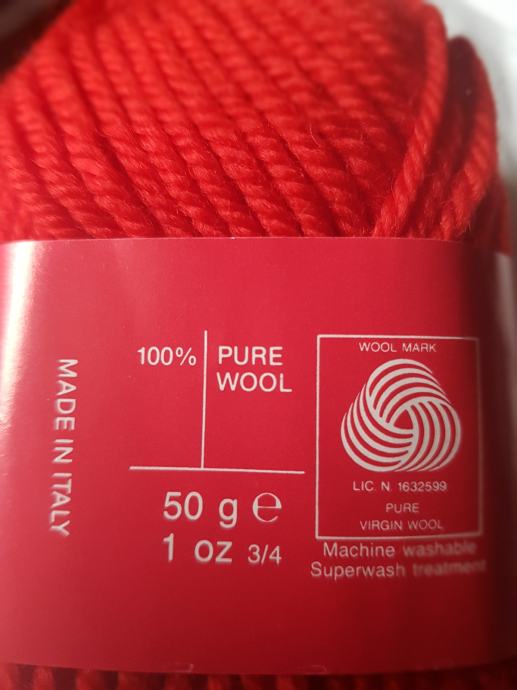 MADE IN ITALY
100%
PURE
WOOL
50 g ℮
1 oz 3/4
WOOL MARK
LIC. N. 1632599
PURE
VIRGIN WOOL
Machine washable
Superwash treatment